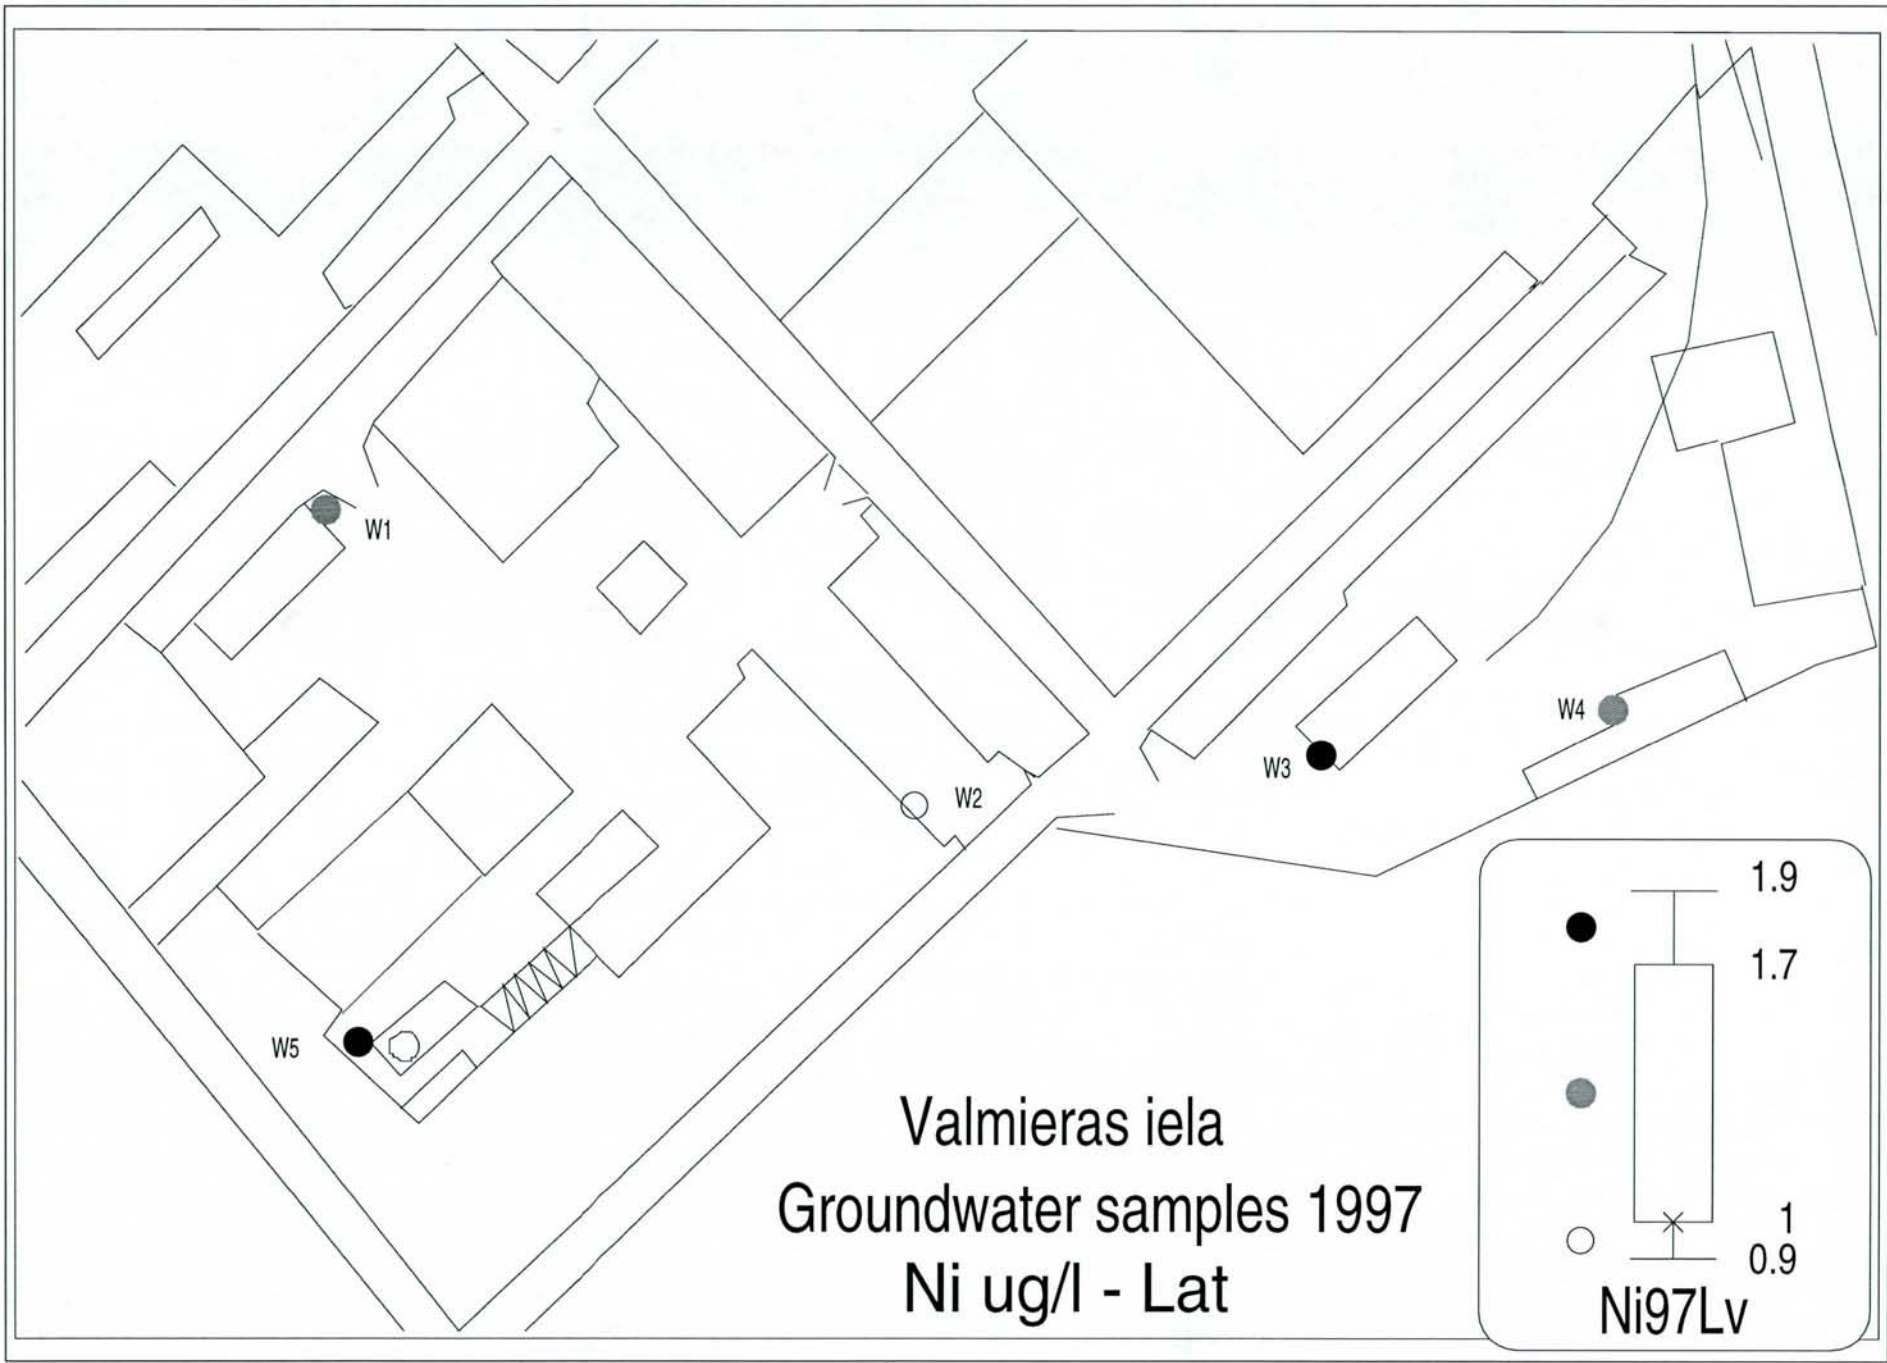 W1
W2
W3
W4
W5
Valmieras iela
Groundwater samples 1997
Ni ug/l - Lat
1.9
1.7
1
0.9
Ni97Lv